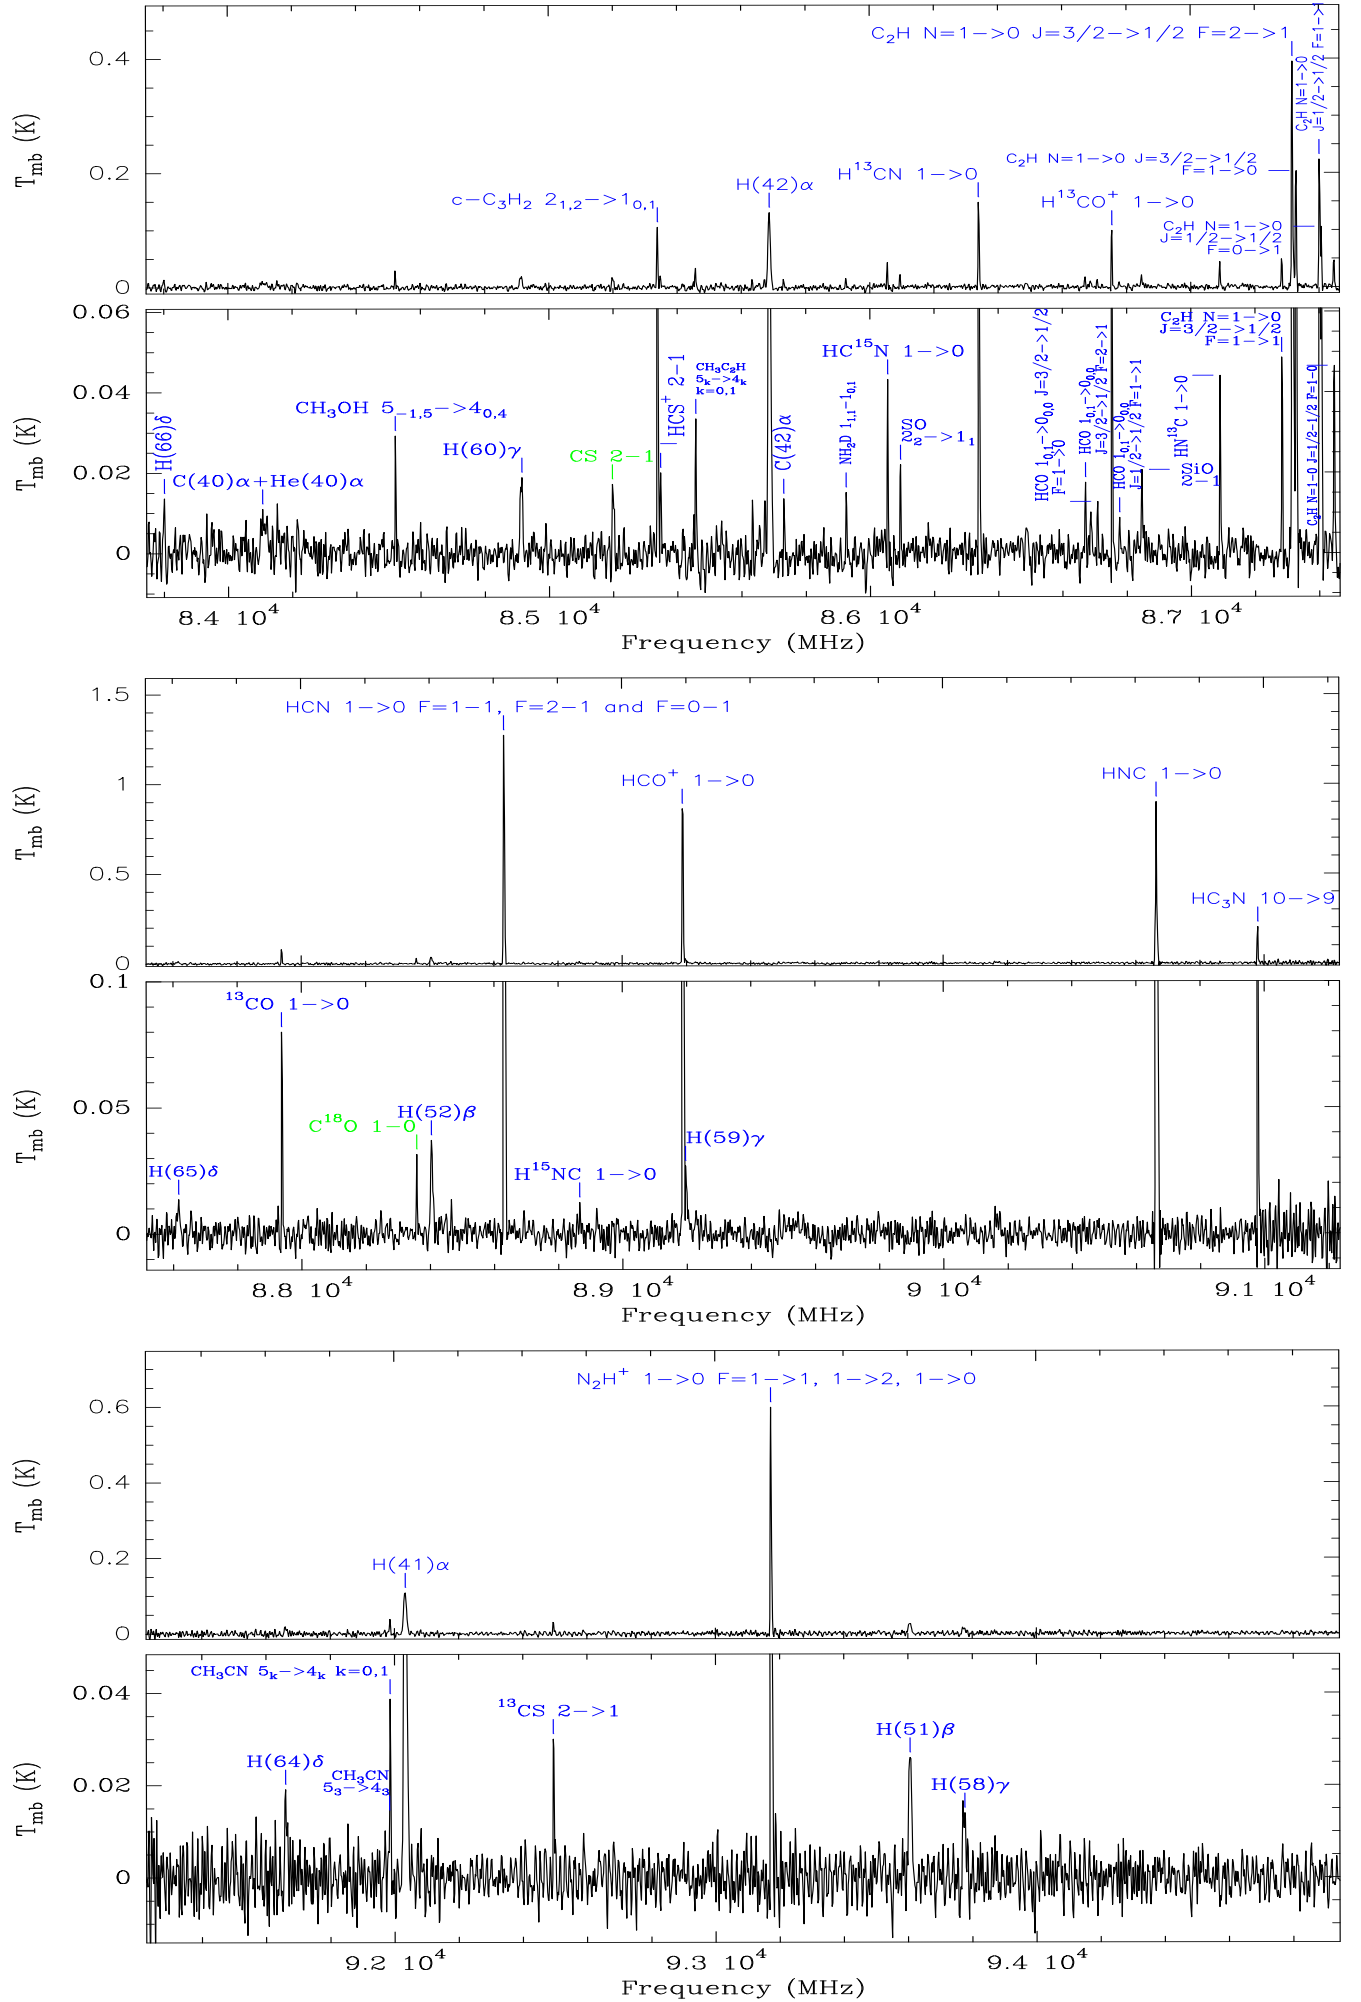 C₂H N=1−>0 J=3/2−>1/2 F=2−>1
C₂H N=1−>0
J=1/2−>1/2 F=1−>1
0.4
0.2
0
T_mb (K)
C₂H N=1−>0 J=3/2−>1/2
F=1−>0
H¹³CN 1−>0
H(42)α
c−C₃H₂ 2₁,₂−>1₀,₁
H¹³CO⁺ 1−>0
C₂H N=1−>0
J=1/2−>1/2
F=0−>1
0.06
0.04
0.02
0
T_mb (K)
H(66)δ
C(40)α+He(40)α
CH₃OH 5₋₁,₅−>4₀,₄
H(60)γ
CS 2−1
HCS⁺ 2−1
CH₃C₂H
5ₖ−>4ₖ
k=0,1
C(42)α
NH₂D 1₁,₁−1₀,₁
HC¹⁵N 1−>0
SO
2₂−>1₁
HCO 1₀,₁−>0₀,₀ J=3/2−>1/2
F=1−>0
HCO 1₀,₁−>0₀,₀
J=3/2−>1/2 F=2−>1
HCO 1₀,₁−>0₀,₀
J=1/2−>1/2 F=1−>1
HN¹³C 1−>0
SiO
2−1
C₂H N=1−>0
J=3/2−>1/2
F=1−>1
C₂H N=1−0 J=1/2−1/2 F=1−0
8.4 10⁴
8.5 10⁴
8.6 10⁴
8.7 10⁴
Frequency (MHz)
1.5
1
0.5
0
T_mb (K)
HCN 1−>0 F=1−1, F=2−1 and F=0−1
HCO⁺ 1−>0
HNC 1−>0
HC₃N 10−>9
0.1
0.05
0
T_mb (K)
¹³CO 1−>0
C¹⁸O 1−0
H(52)β
H(65)δ
H¹⁵NC 1−>0
H(59)γ
8.8 10⁴
8.9 10⁴
9 10⁴
9.1 10⁴
Frequency (MHz)
0.6
0.4
0.2
0
T_mb (K)
N₂H⁺ 1−>0 F=1−>1, 1−>2, 1−>0
H(41)α
0.04
0.02
0
T_mb (K)
CH₃CN 5ₖ−>4ₖ k=0,1
¹³CS 2−>1
H(51)β
H(64)δ
CH₃CN
5₃−>4₃
H(58)γ
9.2 10⁴
9.3 10⁴
9.4 10⁴
Frequency (MHz)